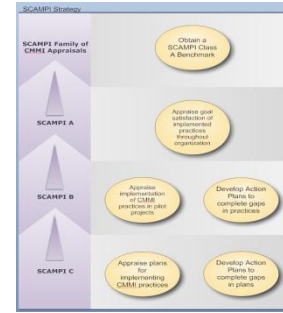 SCAMPI Strategy
SCAMPI Family of
CMMI Appraisals
Obtain a
SCAMPI Class
A Benchmark
SCAMPI A
Appraise goal
satisfaction of
implemented
practices
throughout
organization
SCAMPI B
Appraise
implementation
of CMMI
practices in pilot
projects
Develop Action
Plans to
complete gaps
in practices
SCAMPI C
Appraise plans
for
implementing
CMMI practices
Develop Action
Plans to
complete gaps
in plans